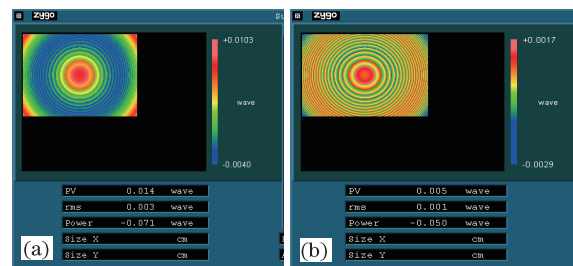 zygo
+0.0103
wave
-0.0040
PV 0.014 wave
rms 0.003 wave
Power -0.071 wave
Size X cm
Size Y cm
(a)
zygo
+0.0017
wave
-0.0029
PV 0.005 wave
rms 0.001 wave
Power -0.050 wave
Size X cm
Size Y cm
(b)